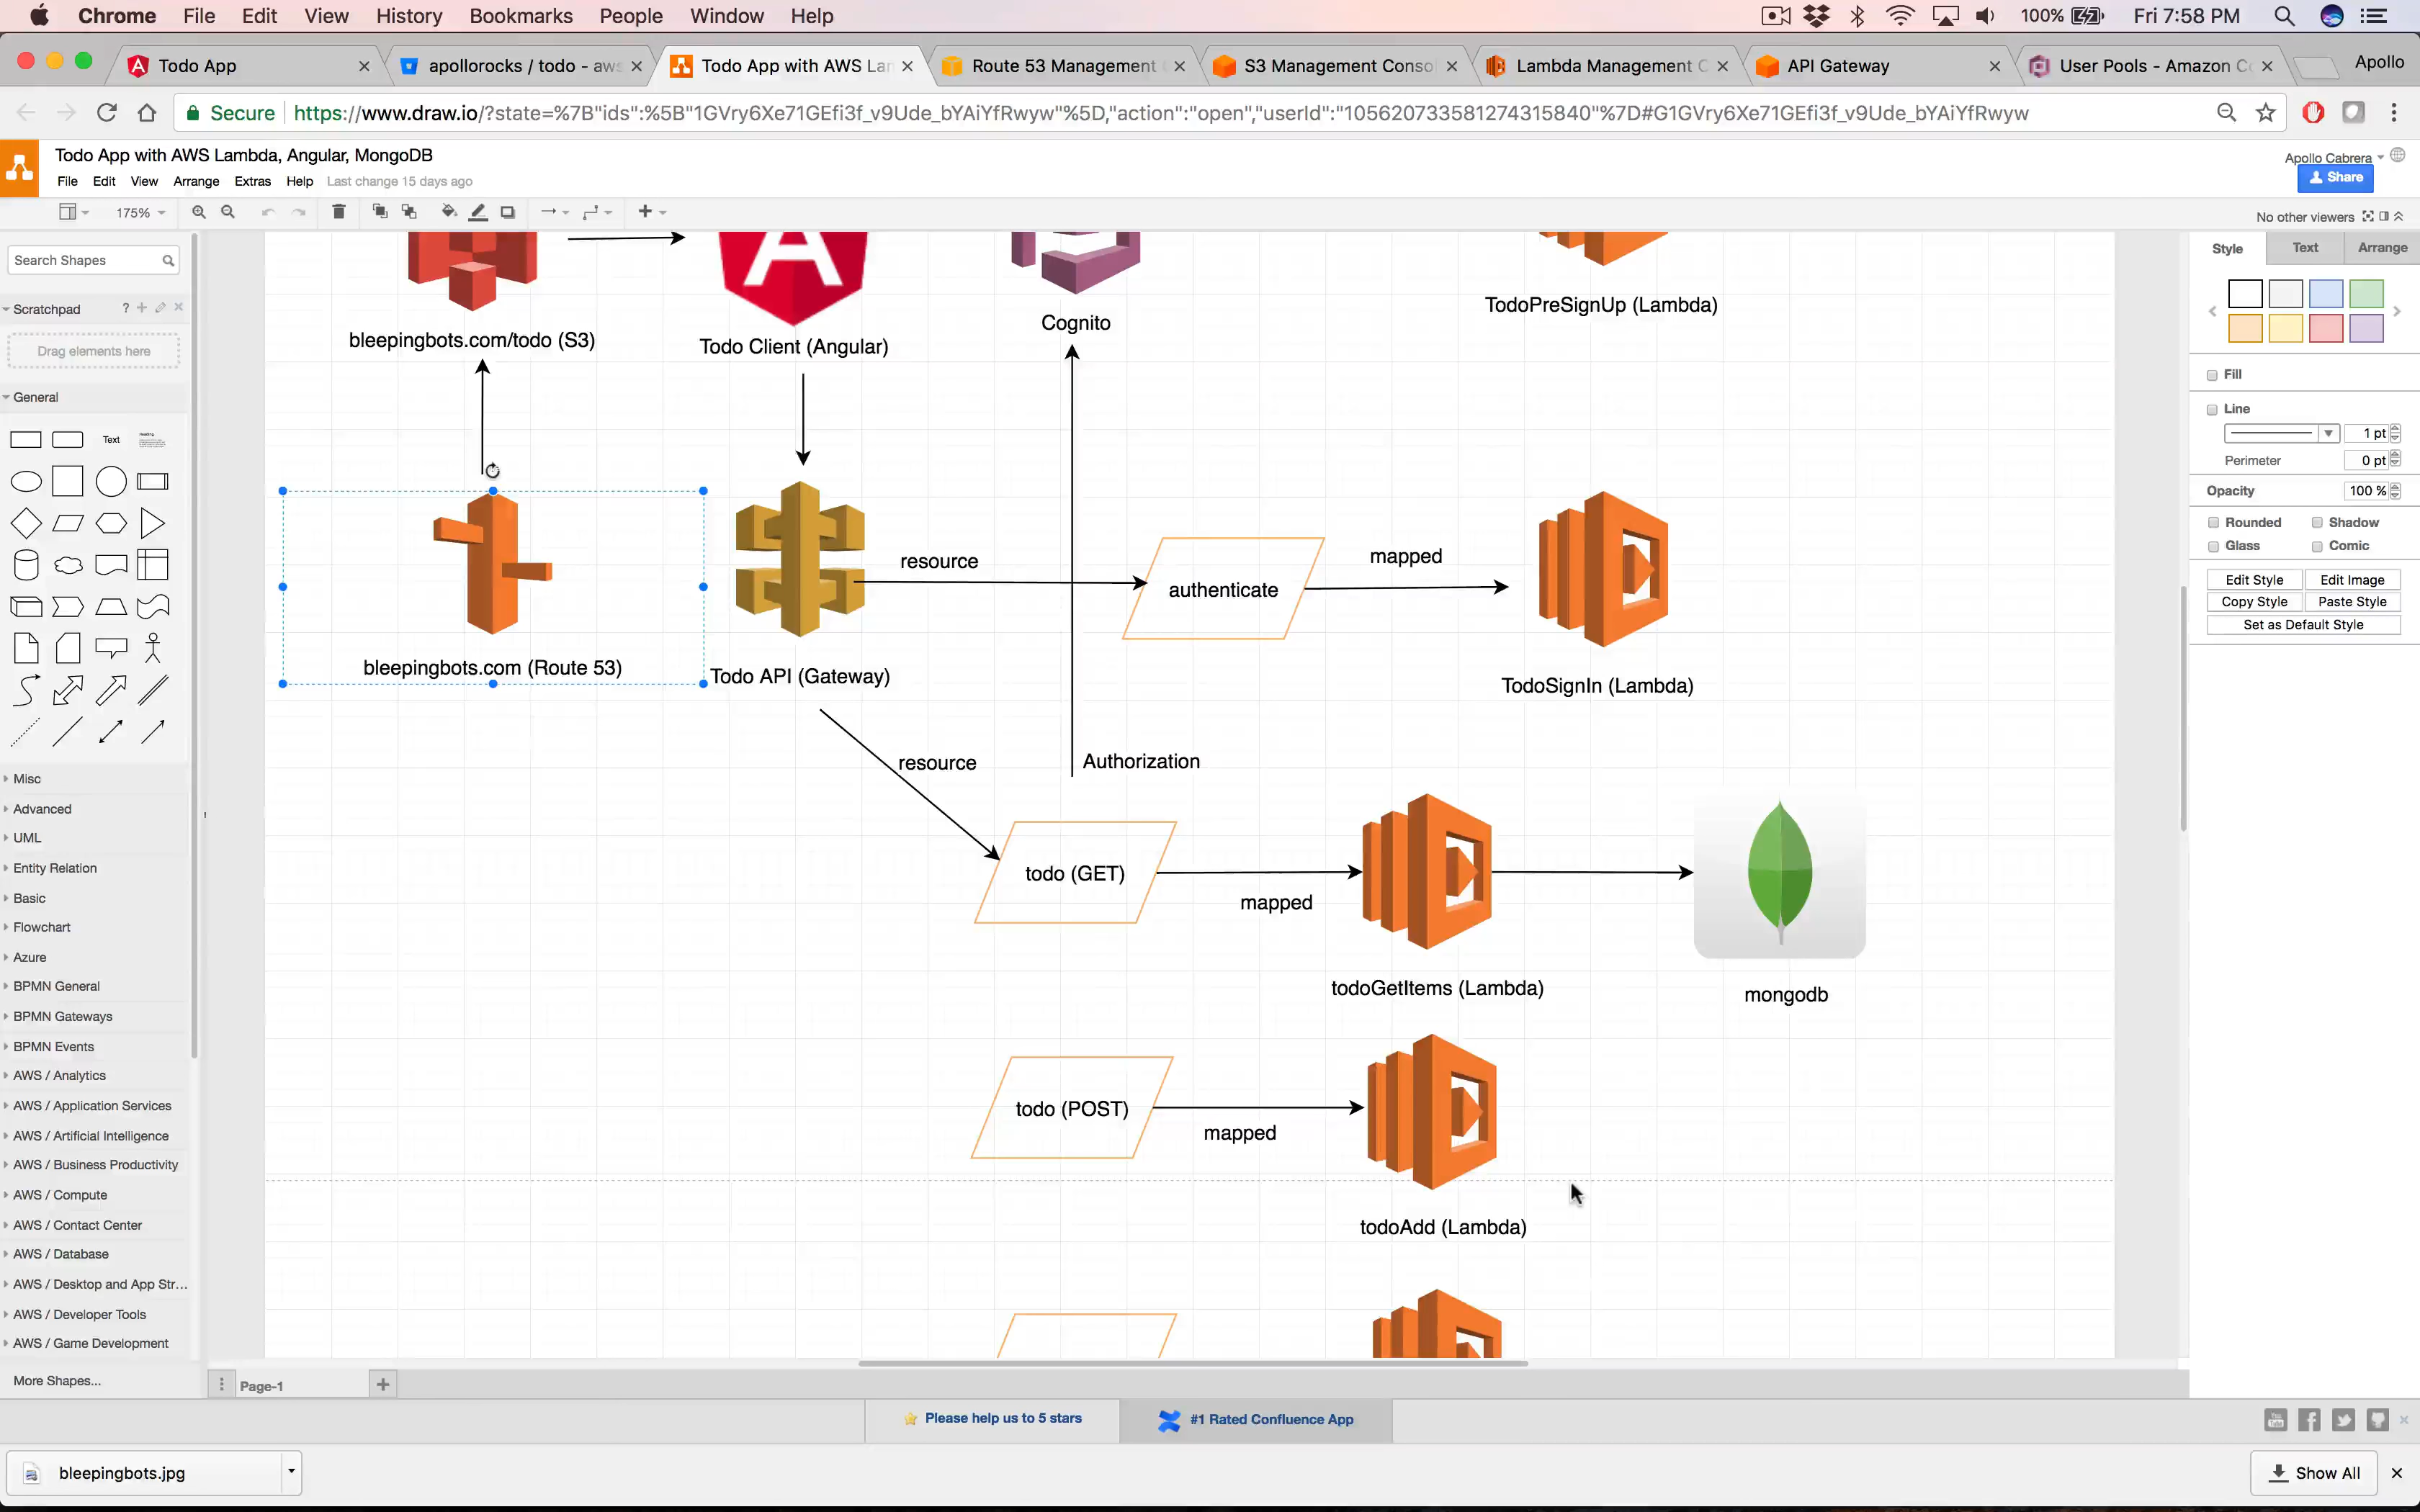 Chrome File Edit View History Bookmarks People Window Help 100% Fri 7:58 PM
Todo App apollorocks / todo - aws Todo App with AWS Lan Route 53 Management S3 Management Consol Lambda Management C API Gateway User Pools - Amazon Co Apollo
Secure https://www.draw.io/?state=%7B"ids":%5B"1GVry6Xe71GEfi3f_v9Ude_bYAiYfRwyw"%5D,"action":"open","userId":"105620733581274315840"%7D#G1GVry6Xe71GEfi3f_v9Ude_bYAiYfRwyw
Todo App with AWS Lambda, Angular, MongoDB
Apollo Cabrera
File Edit View Arrange Extras Help Last change 15 days ago
Share
175%
No other viewers
Search Shapes
Style Text Arrange
Scratchpad ?
Drag elements here
General
Text
Fill
Line
1 pt
Perimeter 0 pt
Opacity 100 %
Rounded Shadow
Glass Comic
Edit Style Edit Image
Copy Style Paste Style
Set as Default Style
Misc
Advanced
UML
Entity Relation
Basic
Flowchart
Azure
BPMN General
BPMN Gateways
BPMN Events
AWS / Analytics
AWS / Application Services
AWS / Artificial Intelligence
AWS / Business Productivity
AWS / Compute
AWS / Contact Center
AWS / Database
AWS / Desktop and App Str...
AWS / Developer Tools
AWS / Game Development
More Shapes...
TodoPreSignUp (Lambda)
Cognito
bleepingbots.com/todo (S3)
Todo Client (Angular)
resource
mapped
authenticate
bleepingbots.com (Route 53)
Todo API (Gateway)
TodoSignIn (Lambda)
resource
Authorization
todo (GET)
mapped
todoGetItems (Lambda)
mongodb
todo (POST)
mapped
todoAdd (Lambda)
Page-1
Please help us to 5 stars
#1 Rated Confluence App
bleepingbots.jpg
Show All